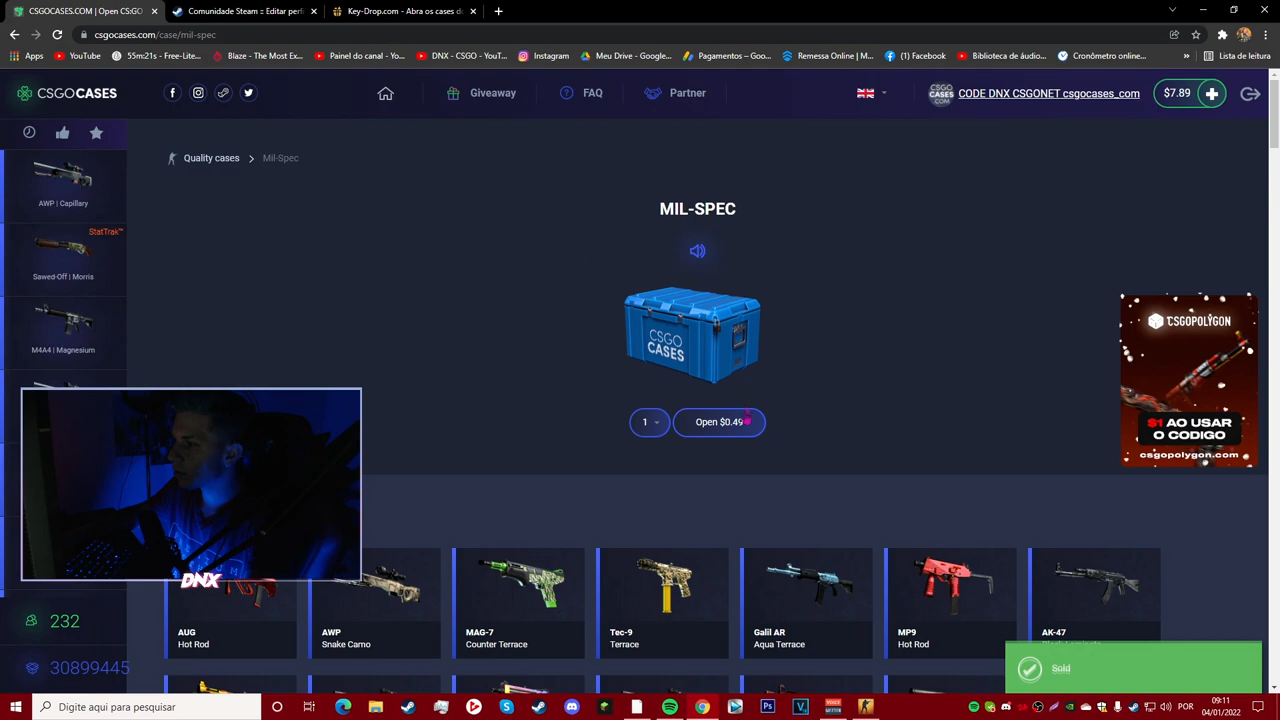 CSGOCASES.COM | Open CSGO
Comunidade Steam :: Editar perfi
Key-Drop.com - Abra os cases do
csgocases.com/case/mil-spec
Apps
YouTube
55m21s - Free-Lite...
Blaze - The Most Ex...
Painel do canal - Yo...
DNX - CSGO - YouT...
Instagram
Meu Drive - Google...
Pagamentos – Goo...
Remessa Online | M...
(1) Facebook
Biblioteca de áudio...
Cronômetro online...
»
Lista de leitura
CSGOCASES
Giveaway
FAQ
Partner
CSGO CASES .COM
CODE DNX CSGONET csgocases_com
$7.89
Quality cases
Mil-Spec
AWP | Capillary
StatTrak™
Sawed-Off | Morris
M4A4 | Magnesium
MIL-SPEC
CSGO
CASES
1
Open $0.49
CSGOPOLYGON
$1 AO USAR
O CODIGO
csgopolygon.com
DNX
AUG
Hot Rod
AWP
Snake Camo
MAG-7
Counter Terrace
Tec-9
Terrace
Galil AR
Aqua Terrace
MP9
Hot Rod
AK-47
232
30899445
Sold
Digite aqui para pesquisar
POR
09:11
04/01/2022